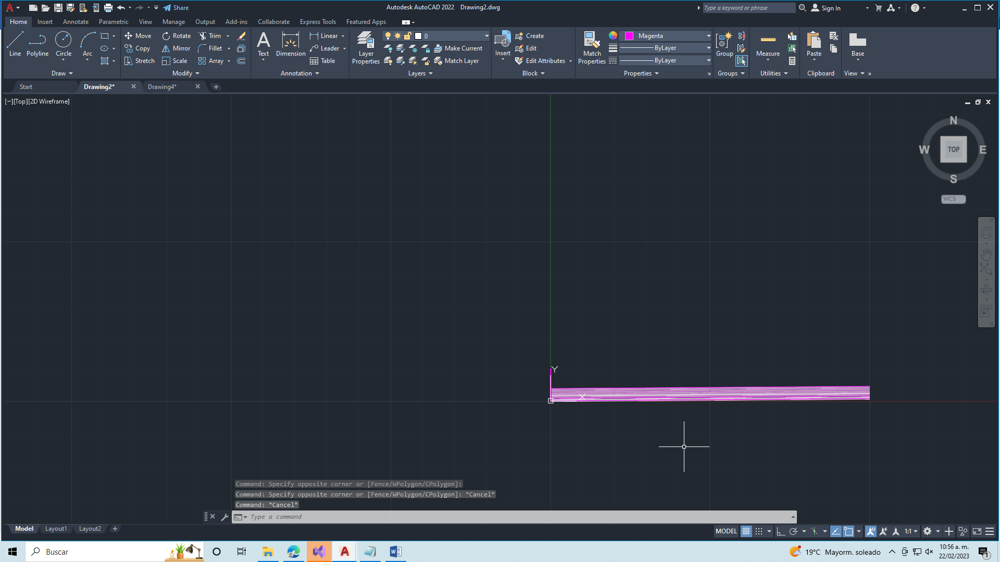 Share
Autodesk AutoCAD 2022 Drawing2.dwg
Type a keyword or phrase
Sign In
Home Insert Annotate Parametric View Manage Output Add-ins Collaborate Express Tools Featured Apps
Line Polyline Circle Arc
Move Rotate Trim
Copy Mirror Fillet
Stretch Scale Array
Text Dimension
Linear
Leader
Table
Layer
Properties
0
Make Current
Match Layer
Insert
Create
Edit
Edit Attributes
Match
Properties
Magenta
ByLayer
ByLayer
Group
Measure
Paste
Base
Draw Modify Annotation Layers Block Properties Groups Utilities Clipboard View
Start Drawing2* Drawing4*
[−][Top][2D Wireframe]
N
W TOP E
S
WCS
Y
X
Command: Specify opposite corner or [Fence/WPolygon/CPolygon]:
Command: Specify opposite corner or [Fence/WPolygon/CPolygon]: *Cancel*
Command: *Cancel*
Type a command
Model Layout1 Layout2
MODEL
1:1
Buscar
19°C Mayorm. soleado
10:56 a. m.
22/02/2023
1